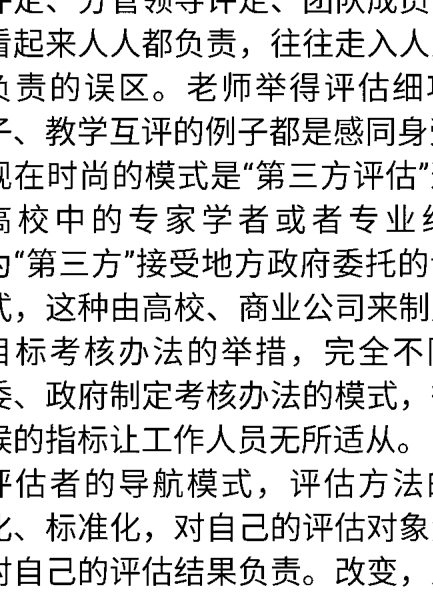 评定、分管领导评定、团队成员
看起来人人都负责，往往走入人
负责的误区。老师举得评估细
子、教学互评的例子都是感同身
现在时尚的模式是“第三方评估”
高校中的专家学者或者专业
为“第三方”接受地方政府委托的
式，这种由高校、商业公司来制
目标考核办法的举措，完全不
委、政府制定考核办法的模式，
的指标让工作人员无所适从。
评估者的导航模式，评估方法
化、标准化，对自己的评估对象
对自己的评估结果负责。改变，